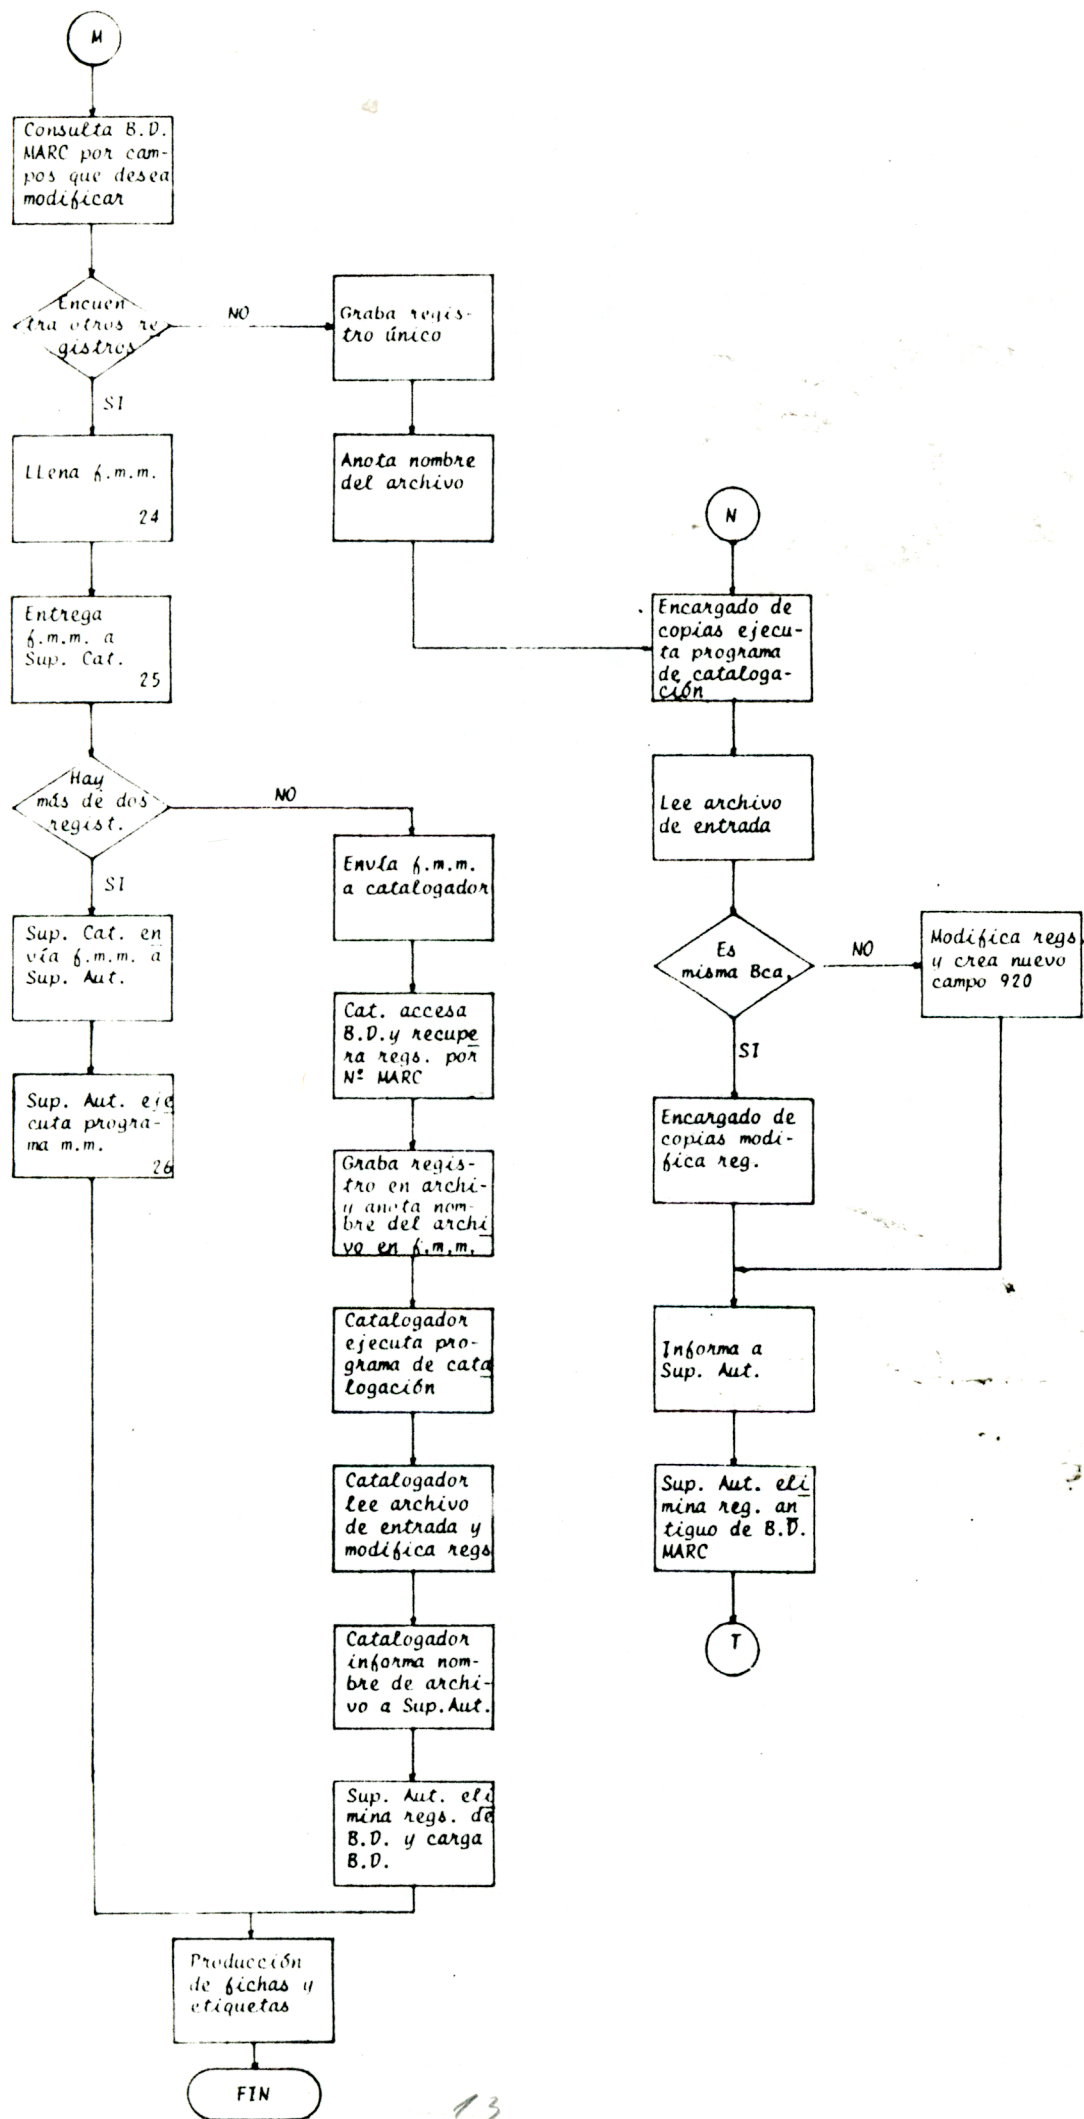 M
Consulta B.D.
MARC por cam-
pos que desea
modificar
Encuen
tra otros re
gistros
NO
SI
Graba regis-
tro único
Anota nombre
del archivo
LLena f.m.m.
24
Entrega
f.m.m. a
Sup. Cat.
25
Hay
más de dos
regist.
NO
SI
Sup. Cat. en
vía f.m.m. a
Sup. Aut.
Sup. Aut. eje
cuta progra-
ma m.m.
26
Envía f.m.m.
a catalogador
Cat. accesa
B.D. y recupe
ra regs. por
Nº MARC
Graba regis-
tro en archi-
y anota nom-
bre del archi
vo en f.m.m.
Catalogador
ejecuta pro-
grama de cata
logación
Catalogador
lee archivo
de entrada y
modifica regs
Catalogador
informa nom-
bre de archi-
vo a Sup.Aut.
Sup. Aut. eli
mina regs. de
B.D. y carga
B.D.
Producción
de fichas y
etiquetas
FIN
N
Encargado de
copias ejecu-
ta programa
de cataloga-
ción
Lee archivo
de entrada
Es
misma Bca.
NO
SI
Modifica regs.
y crea nuevo
campo 920
Encargado de
copias modi-
fica reg.
Informa a
Sup. Aut.
Sup. Aut. eli
mina reg. an
tiguo de B.D.
MARC
T
13